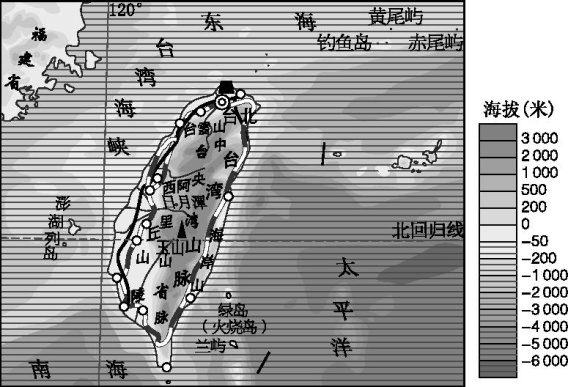 120°
东海
黄尾屿
钓鱼岛
赤尾屿
福建省
台湾海峡
台北
台
湾
省
雪山
中央山脉
台湾海岸山脉
阿里山
日月潭
玉山
丘陵
澎湖列岛
北回归线
太平洋
绿岛
(火烧岛)
兰屿
南海
海拔(米)
3 000
2 000
1 000
500
200
0
-50
-200
-1 000
-2 000
-3 000
-4 000
-5 000
-6 000